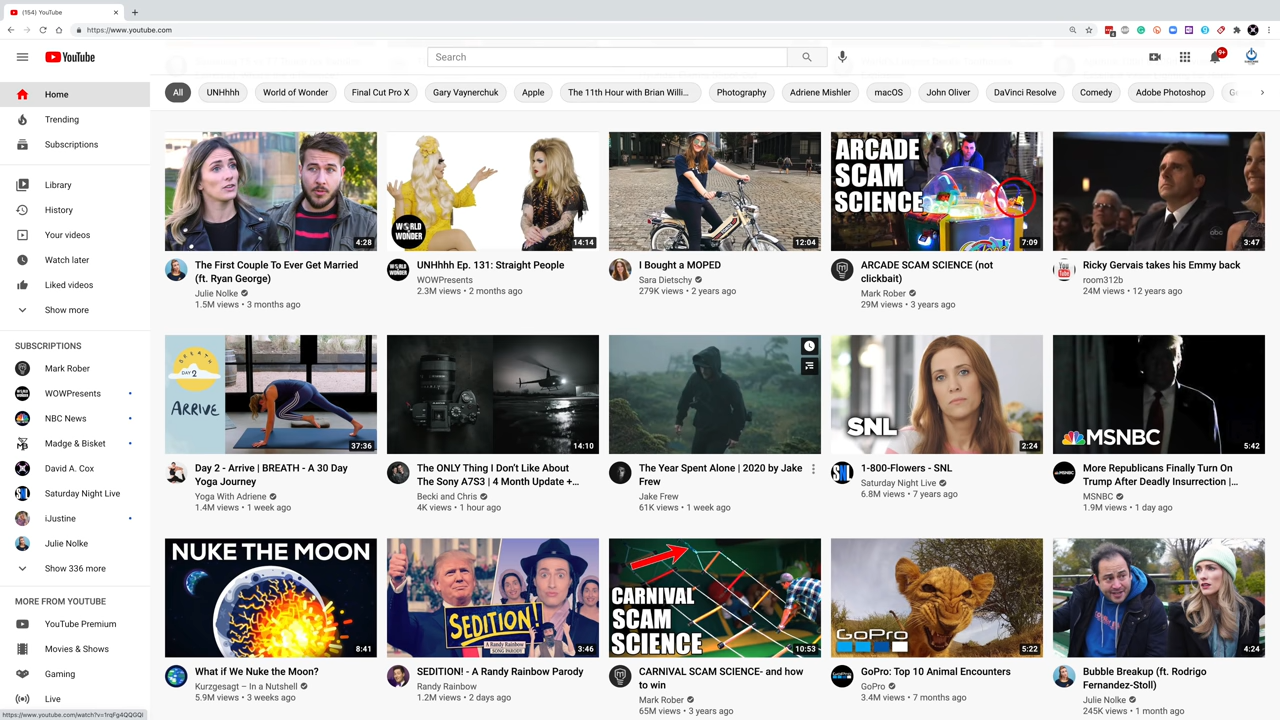 (154) YouTube
https://www.youtube.com
YouTube
Search
9+
Home
Trending
Subscriptions
Library
History
Your videos
Watch later
Liked videos
Show more
SUBSCRIPTIONS
Mark Rober
WOWPresents
NBC News
Madge & Bisket
David A. Cox
Saturday Night Live
iJustine
Julie Nolke
Show 336 more
MORE FROM YOUTUBE
YouTube Premium
Movies & Shows
Gaming
Live
https://www.youtube.com/watch?v=1rqFg4QQGQI
All
UNHhhh
World of Wonder
Final Cut Pro X
Gary Vaynerchuk
Apple
The 11th Hour with Brian Willi...
Photography
Adriene Mishler
macOS
John Oliver
DaVinci Resolve
Comedy
Adobe Photoshop
4:28
The First Couple To Ever Get Married
(ft. Ryan George)
Julie Nolke
1.5M views • 3 months ago
WORLD
WONDER
14:14
UNHhhh Ep. 131: Straight People
WOWPresents
2.3M views • 2 months ago
12:04
I Bought a MOPED
Sara Dietschy
279K views • 2 years ago
ARCADE
SCAM
SCIENCE
7:09
ARCADE SCAM SCIENCE (not
clickbait)
Mark Rober
29M views • 3 years ago
abc
3:47
Ricky Gervais takes his Emmy back
room312b
24M views • 12 years ago
BREATH
DAY 2
ARRIVE
37:36
Day 2 - Arrive | BREATH - A 30 Day
Yoga Journey
Yoga With Adriene
1.4M views • 1 week ago
14:10
The ONLY Thing I Don't Like About
The Sony A7S3 | 4 Month Update +...
Becki and Chris
4K views • 1 hour ago
The Year Spent Alone | 2020 by Jake
Frew
Jake Frew
61K views • 1 week ago
SNL
2:24
1-800-Flowers - SNL
Saturday Night Live
6.8M views • 7 years ago
MSNBC
5:42
More Republicans Finally Turn On
Trump After Deadly Insurrection |...
MSNBC
1.9M views • 1 day ago
NUKE THE MOON
8:41
What if We Nuke the Moon?
Kurzgesagt – In a Nutshell
5.9M views • 3 weeks ago
SEDITION!
A Randy Rainbow
SONG PARODY
3:46
SEDITION! - A Randy Rainbow Parody
Randy Rainbow
1.2M views • 2 days ago
CARNIVAL
SCAM
SCIENCE
10:53
CARNIVAL SCAM SCIENCE- and how
to win
Mark Rober
65M views • 3 years ago
GoPro
5:22
GoPro: Top 10 Animal Encounters
GoPro
3.4M views • 7 months ago
4:24
Bubble Breakup (ft. Rodrigo
Fernandez-Stoll)
Julie Nolke
245K views • 1 month ago